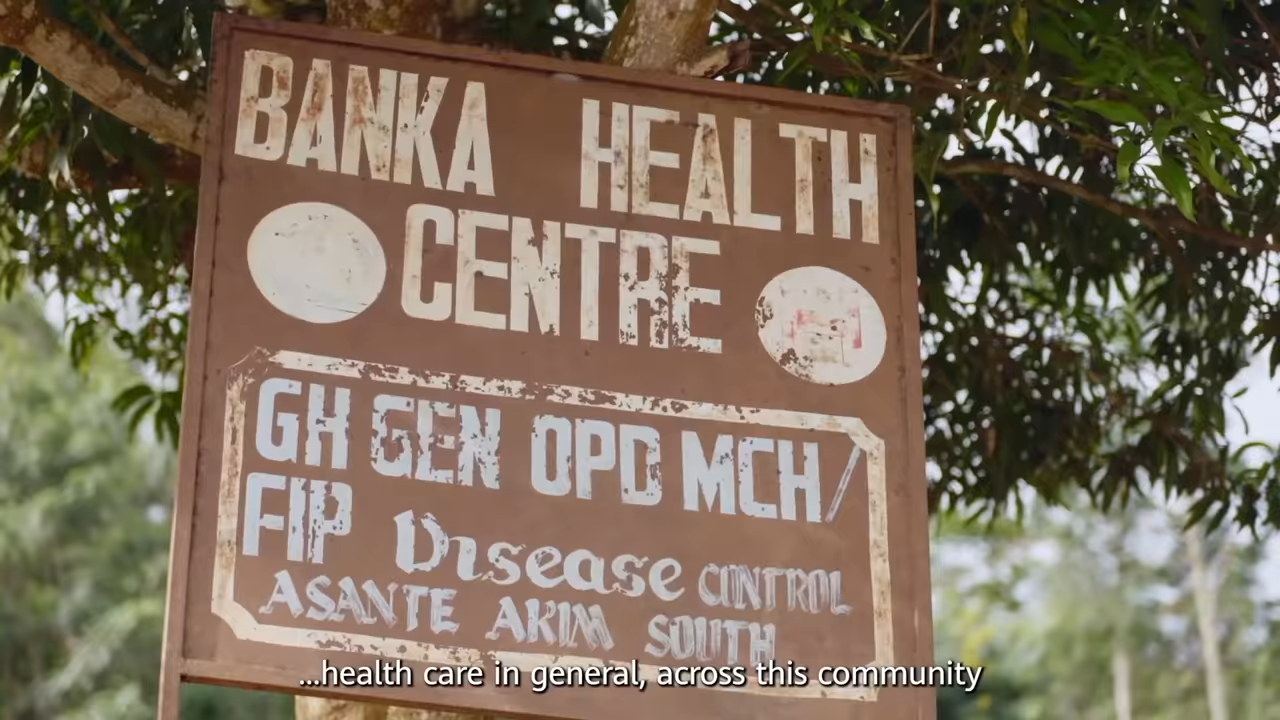 BANKA HEALTH
CENTRE
GH GEN OPD MCH/
FIP Disease CONTROL
ASANTE AKIM SOUTH
...health care in general, across this community